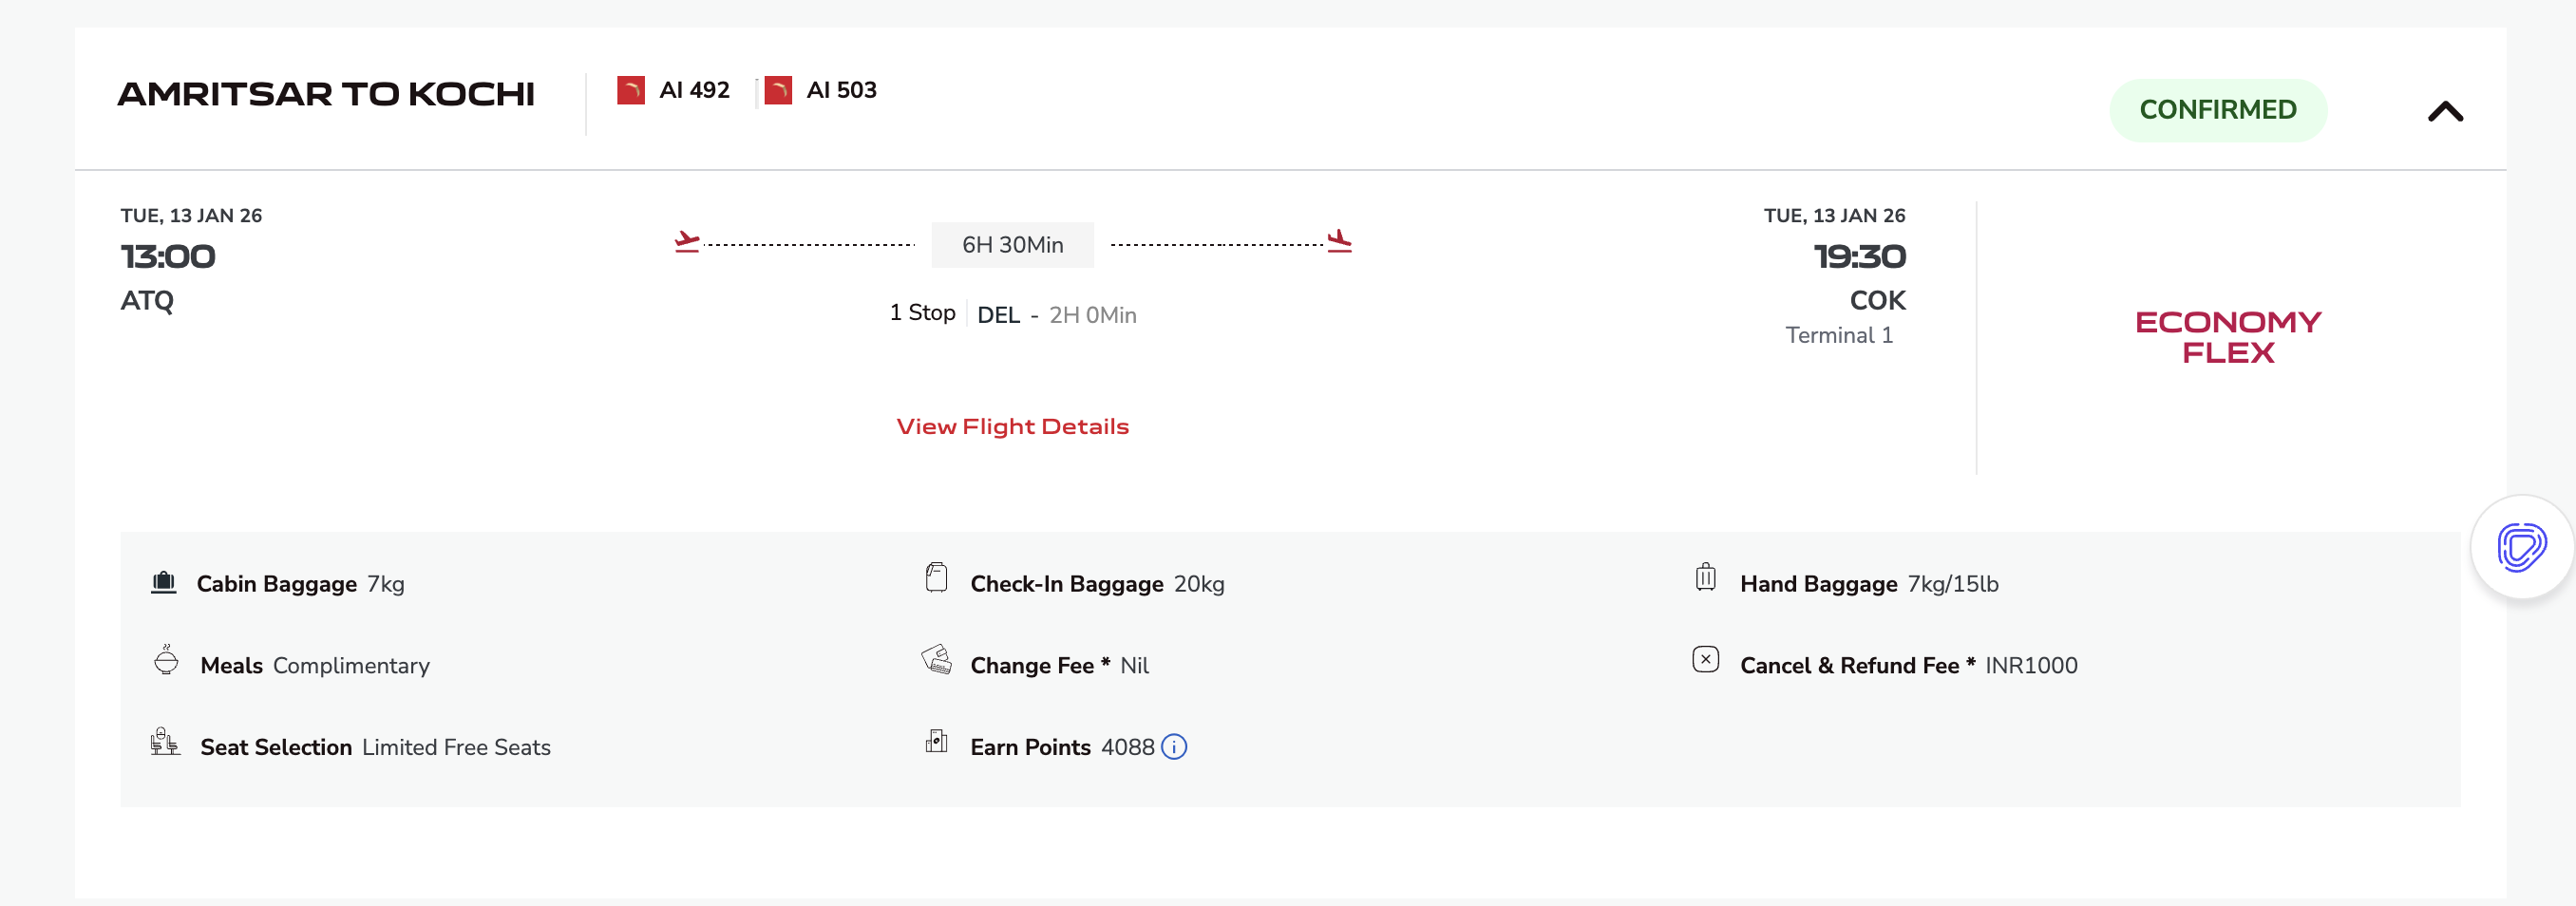 AMRITSAR TO KOCHI
AI 492
AI 503
CONFIRMED
TUE, 13 JAN 26
13:00
ATQ
6H 30Min
1 Stop DEL - 2H 0Min
View Flight Details
TUE, 13 JAN 26
19:30
COK
Terminal 1
ECONOMY
FLEX
Cabin Baggage 7kg
Check-In Baggage 20kg
Hand Baggage 7kg/15lb
Meals Complimentary
Change Fee * Nil
Cancel & Refund Fee * INR1000
Seat Selection Limited Free Seats
Earn Points 4088